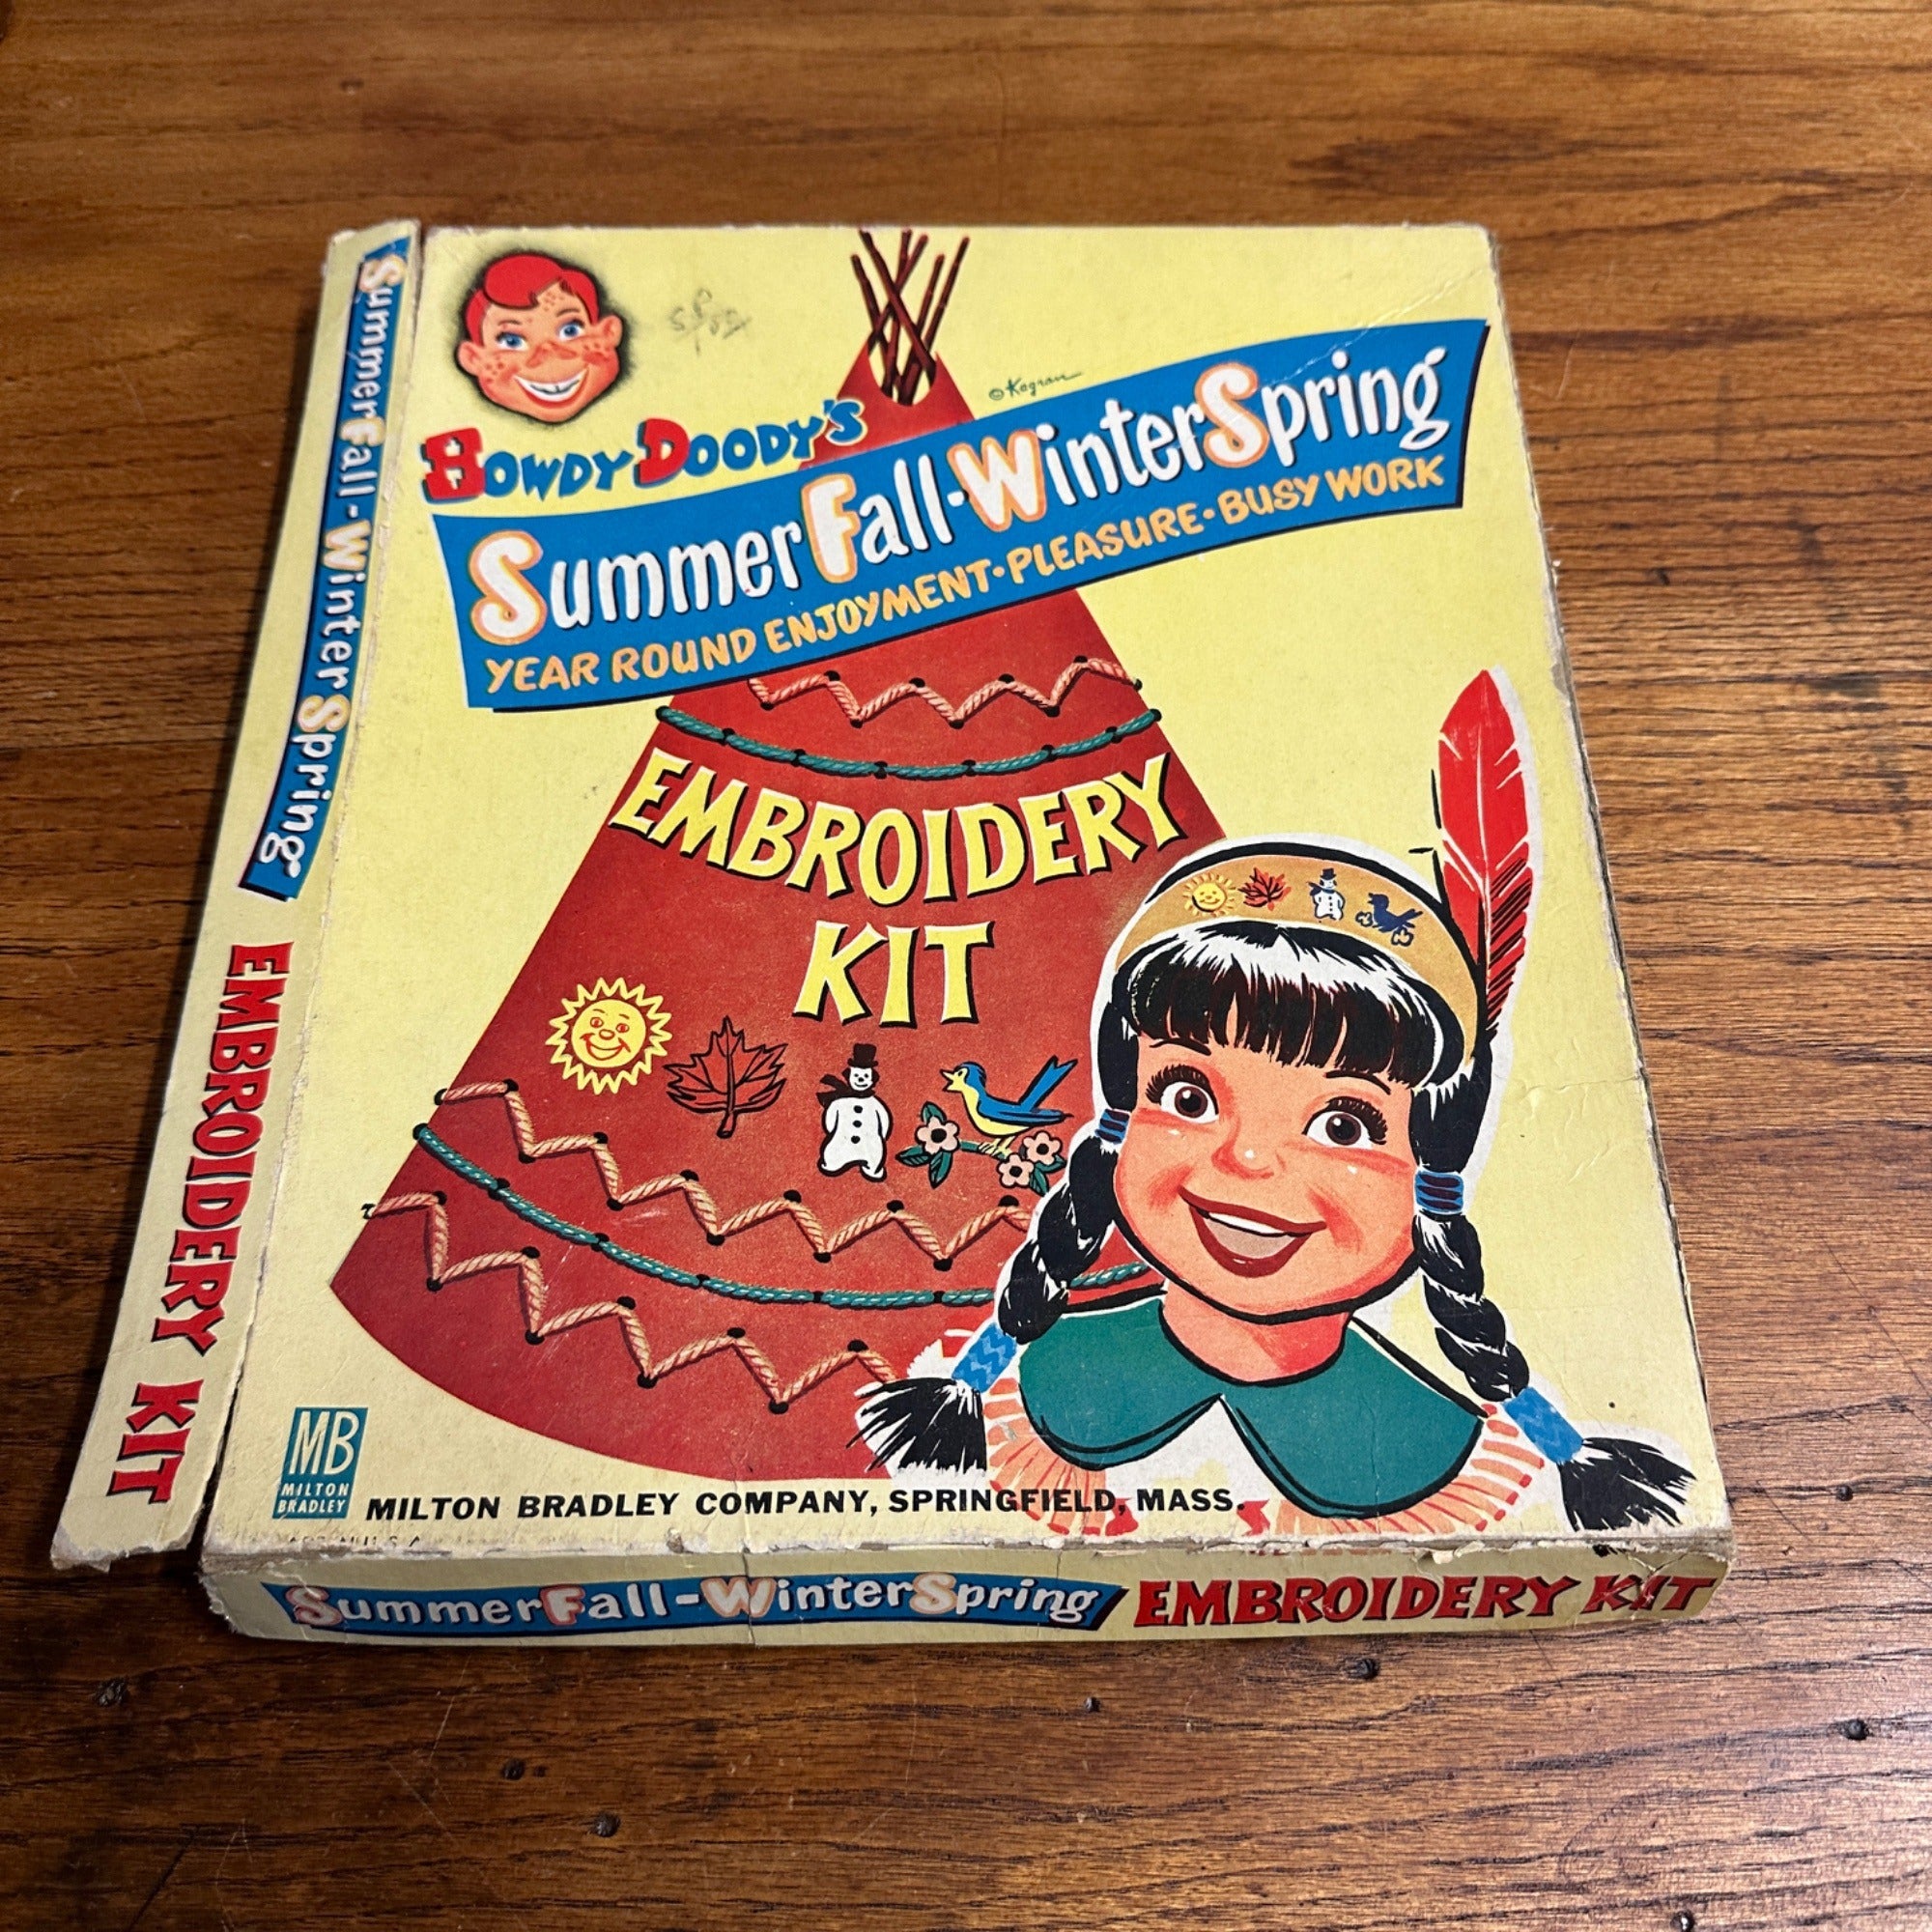 HOWDY DOODY'S
© Kagran
SummerFall-WinterSpring
YEAR ROUND ENJOYMENT • PLEASURE • BUSY WORK
EMBROIDERY
KIT
MB
MILTON
BRADLEY
MILTON BRADLEY COMPANY, SPRINGFIELD, MASS.
SummerFall-WinterSpring EMBROIDERY KIT
SummerFall-WinterSpring EMBROIDERY KIT